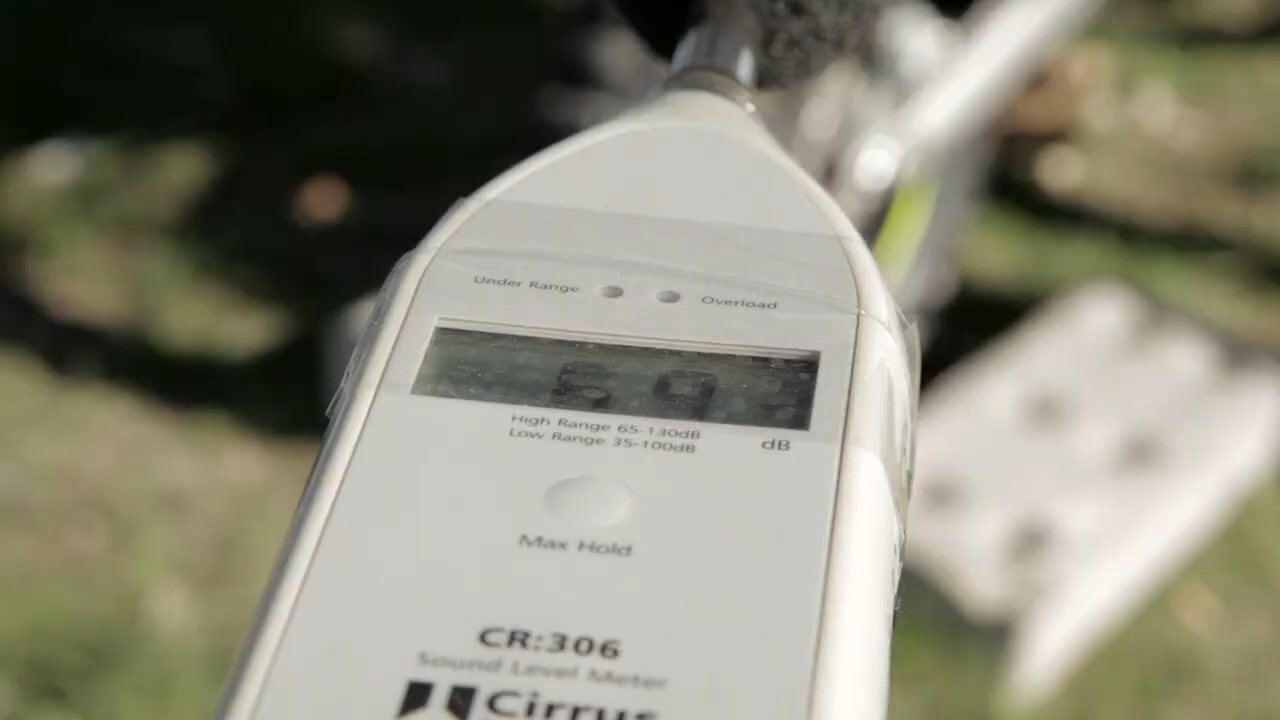 Under Range
Overload
High Range 65-130dB
Low Range 35-100dB
dB
Max Hold
CR:306
Sound Level Meter
Cirrus